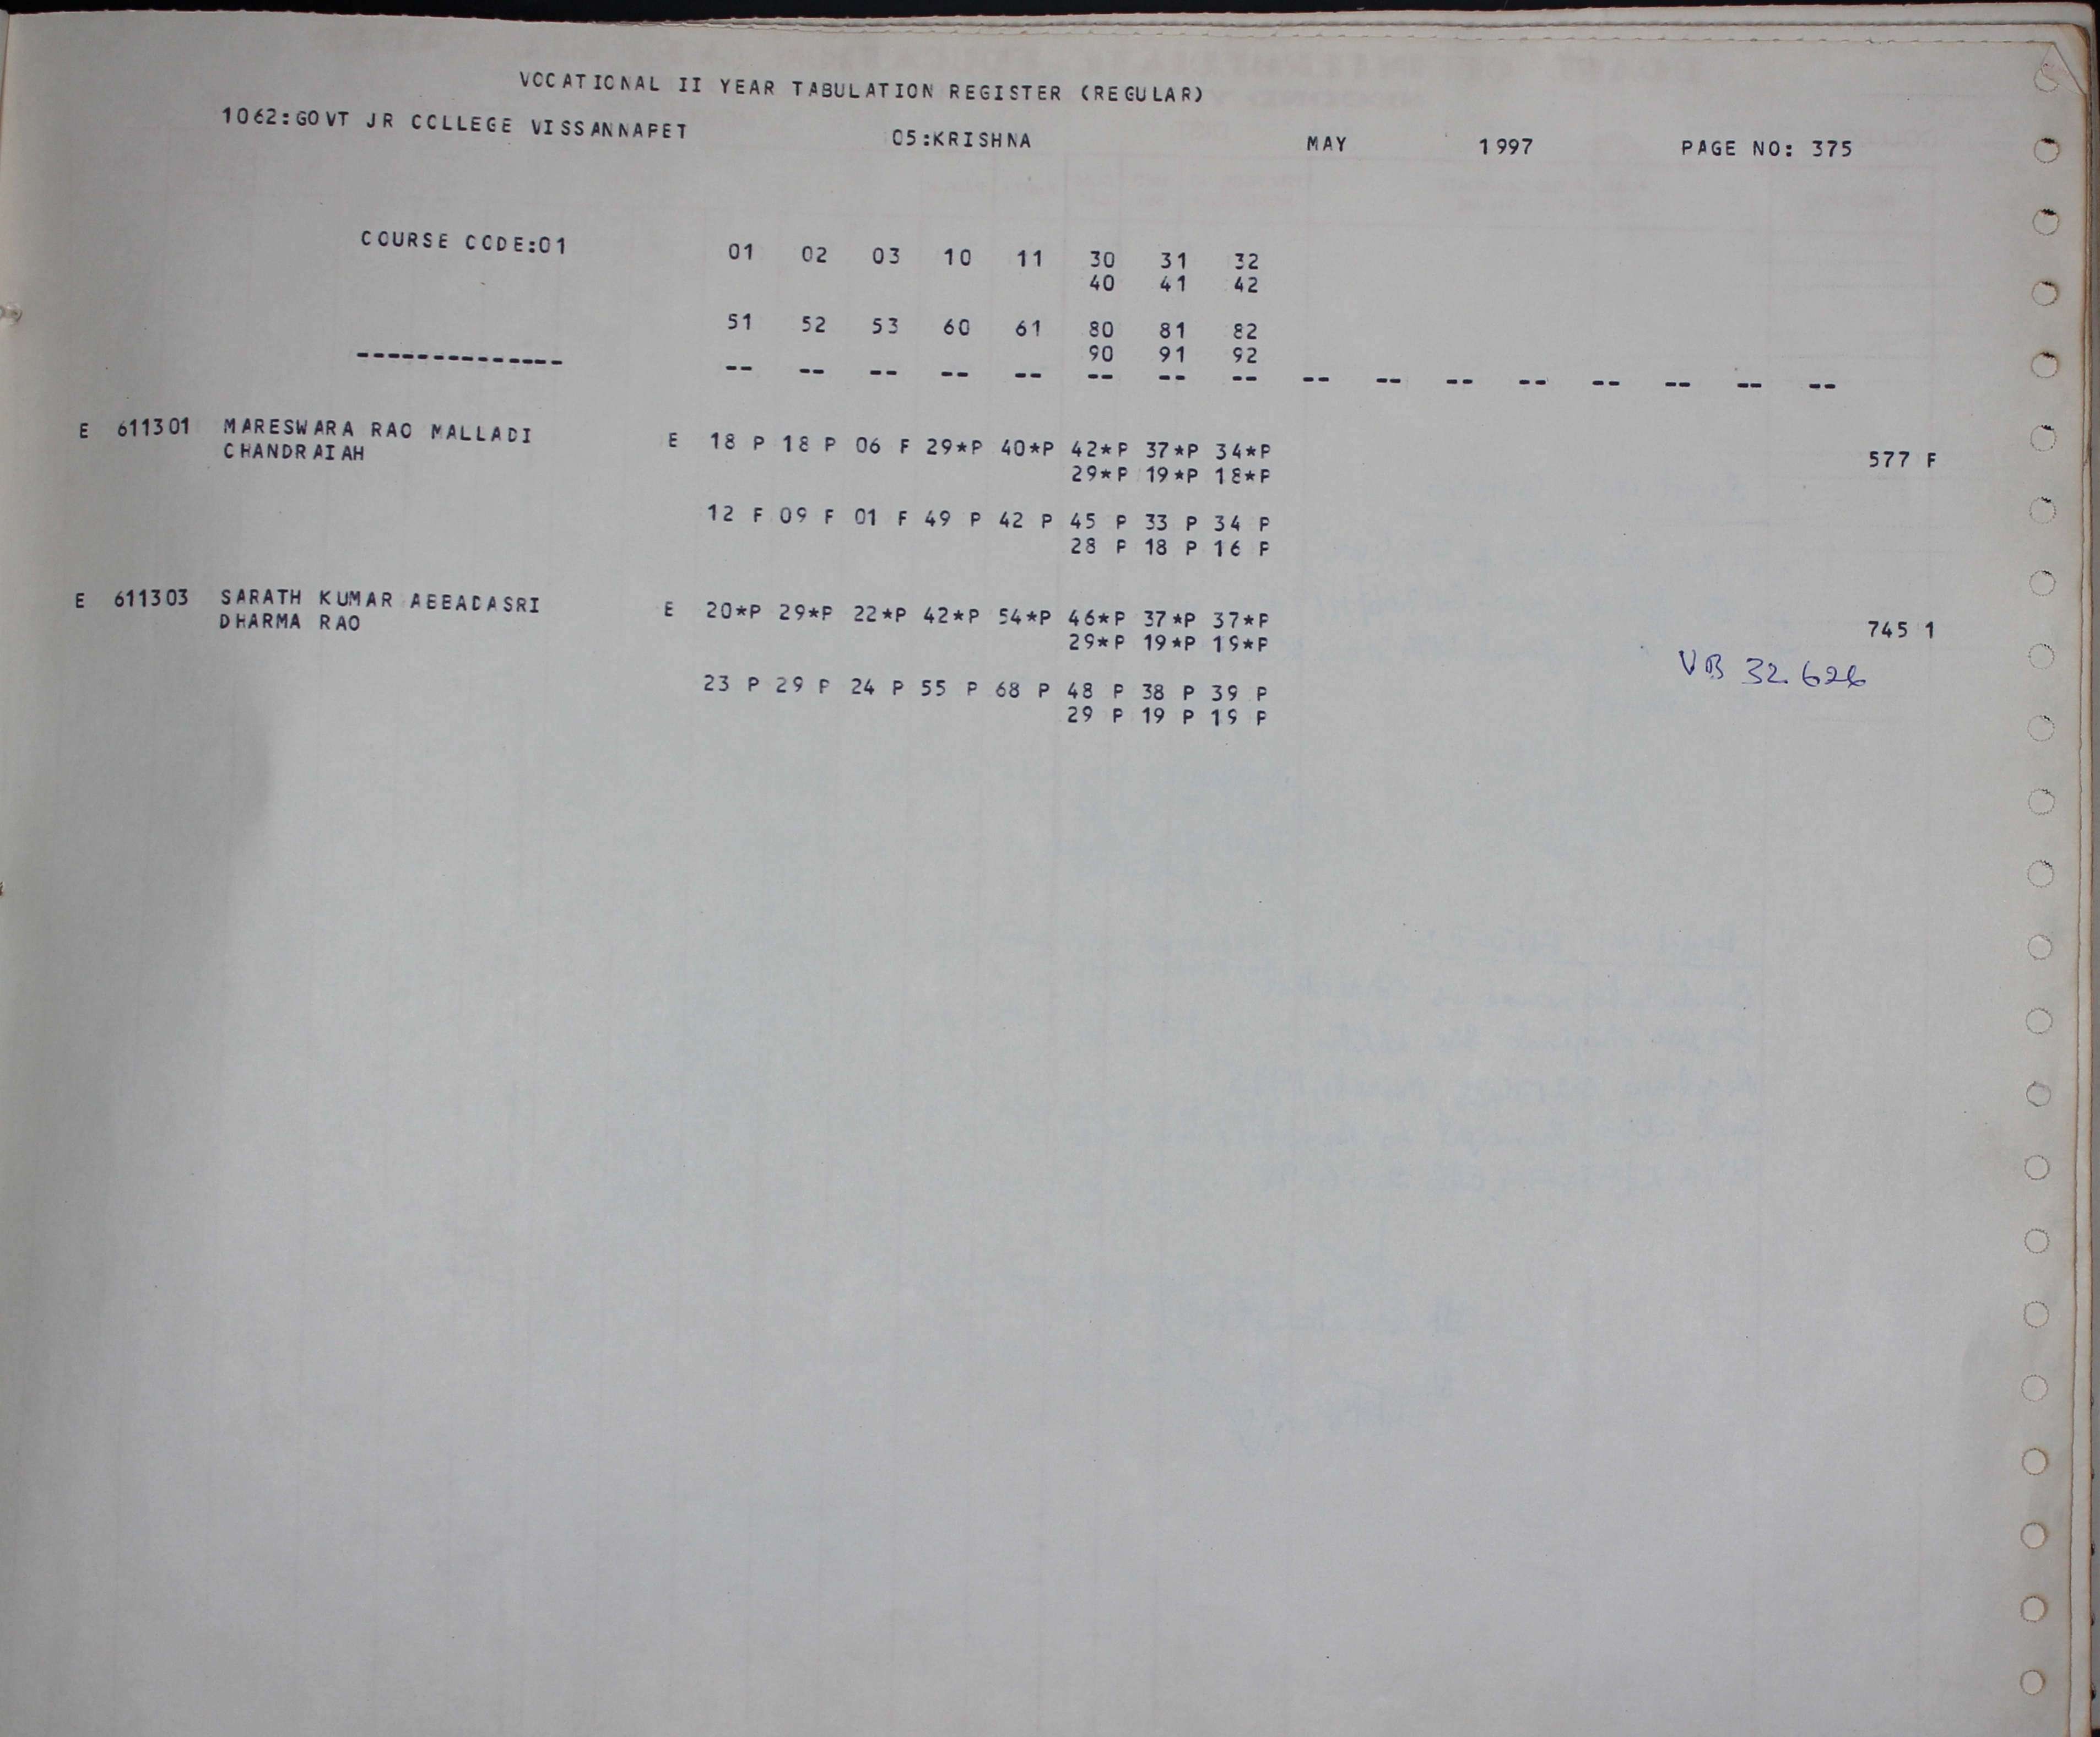 VOCATIONAL II YEAR TABULATION REGISTER (REGULAR)
1062:GOVT JR COLLEGE VISSANNAPET 05:KRISHNA MAY 1997 PAGE NO: 375
COURSE CODE:01 01 02 03 10 11 30 31 32
40 41 42
51 52 53 60 61 80 81 82
90 91 92
-------------- -- -- -- -- -- -- -- -- -- -- -- -- -- -- -- --
E 611301 MARESWARA RAO MALLADI E 18 P 18 P 06 F 29*P 40*P 42*P 37*P 34*P 577 F
CHANDRAIAH 29*P 19*P 18*P
12 F 09 F 01 F 49 P 42 P 45 P 33 P 34 P
28 P 18 P 16 P
E 611303 SARATH KUMAR ABBADASRI E 20*P 29*P 22*P 42*P 54*P 46*P 37*P 37*P 745 1
DHARMA RAO 29*P 19*P 19*P
VB 32626
23 P 29 P 24 P 55 P 68 P 48 P 38 P 39 P
29 P 19 P 19 P